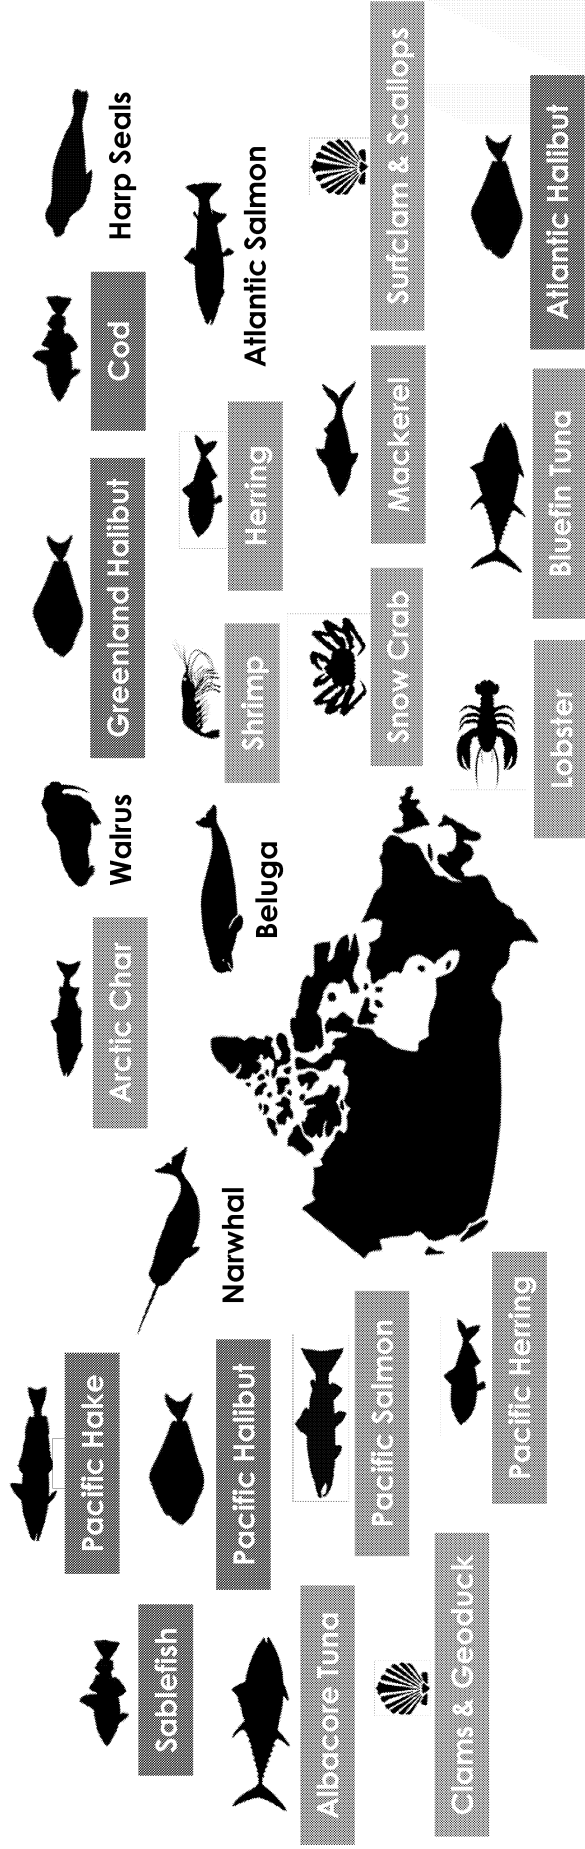 Pacific Hake
Arctic Char
Walrus
Greenland Halibut
Cod
Harp Seals
Sablefish
Pacific Halibut
Narwhal
Beluga
Shrimp
Herring
Atlantic Salmon
Albacore Tuna
Pacific Salmon
Snow Crab
Mackerel
Surfclam & Scallops
Clams & Geoduck
Pacific Herring
Lobster
Bluefin Tuna
Atlantic Halibut